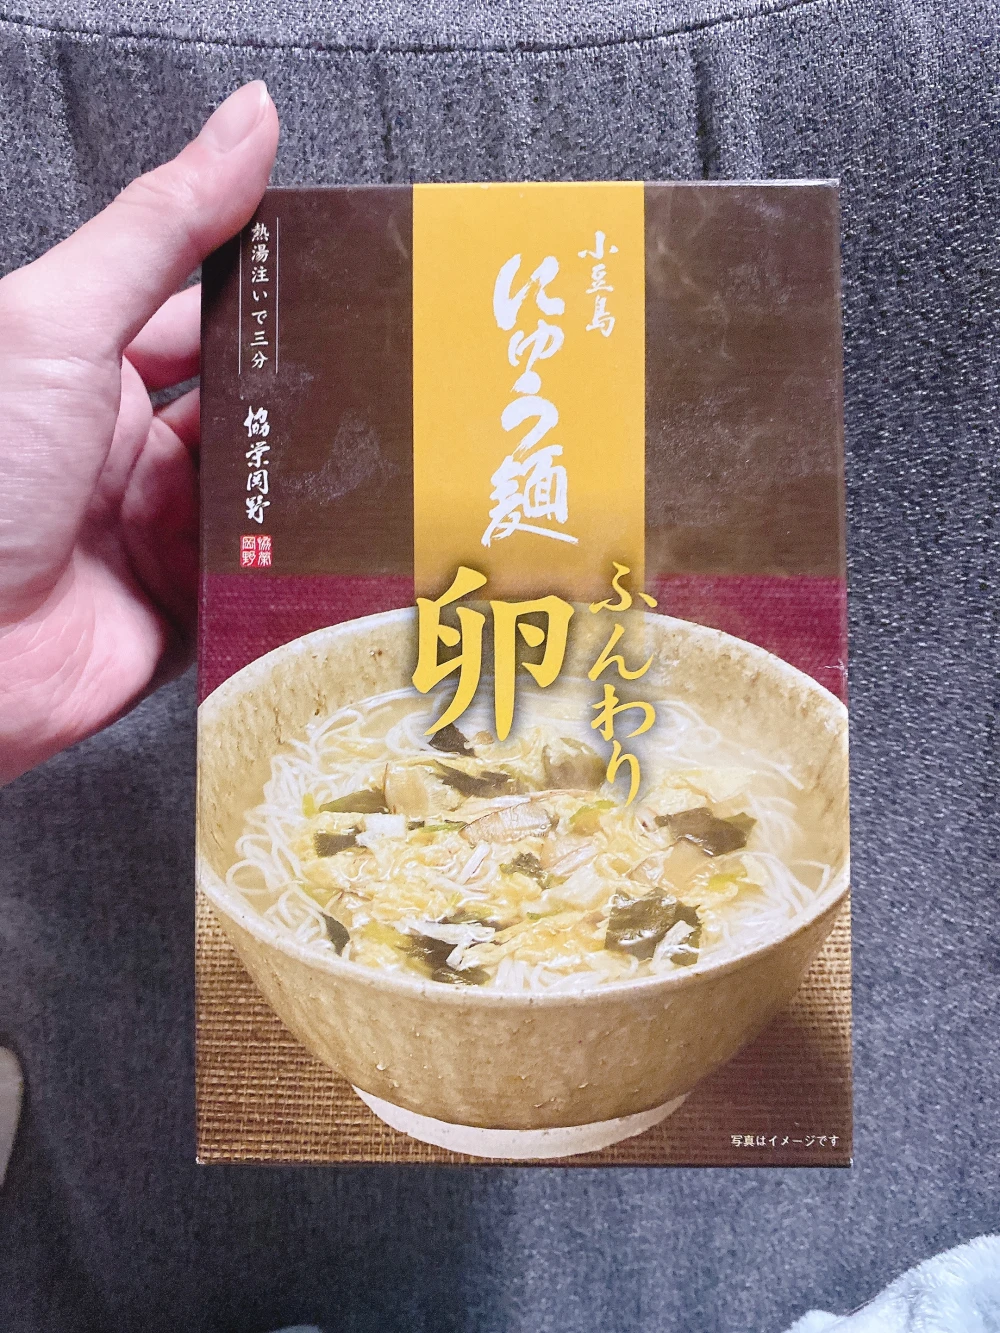 小豆島
にゅう麺
ふんわり
卵
熱湯注いで三分
協栄岡野
協榮
岡野
写真はイメージです